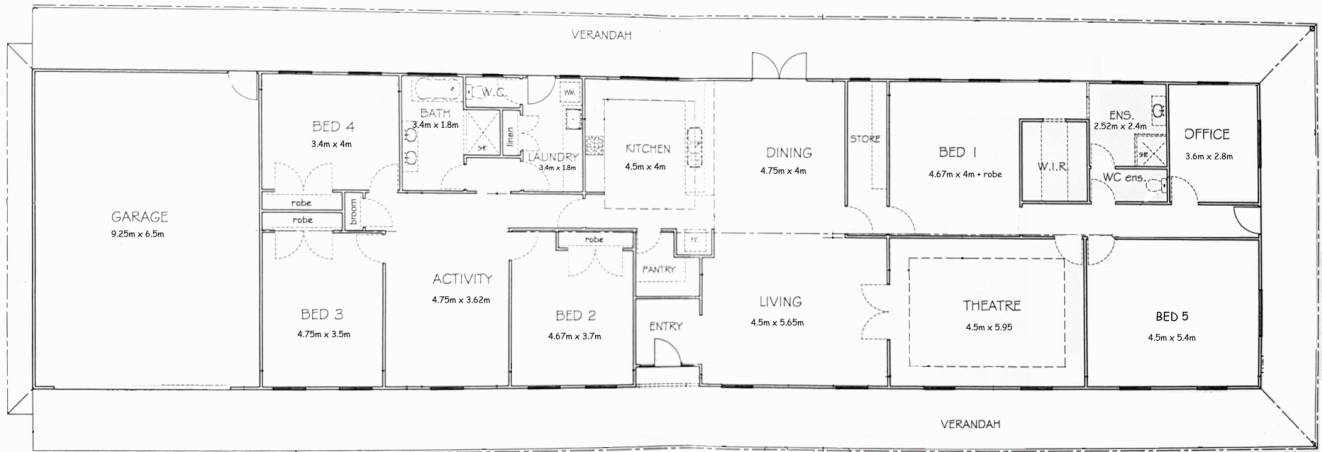 VERANDAH
BED 4
3.4m x 4m
BATH
3.4m x 1.8m
W.C.
linen
SHR
W.M.
LAUNDRY
3.4m x 1.8m
KITCHEN
4.5m x 4m
DINING
4.75m x 4m
STORE
BED 1
4.67m x 4m + robe
W.I.R.
ENS.
2.52m x 2.4m
SHR
WC ens.
OFFICE
3.6m x 2.8m
GARAGE
9.25m x 6.5m
robe
robe
broom
BED 3
4.75m x 3.5m
ACTIVITY
4.75m x 3.62m
robe
BED 2
4.67m x 3.7m
PANTRY
ENTRY
LIVING
4.5m x 5.65m
THEATRE
4.5m x 5.95
BED 5
4.5m x 5.4m
VERANDAH